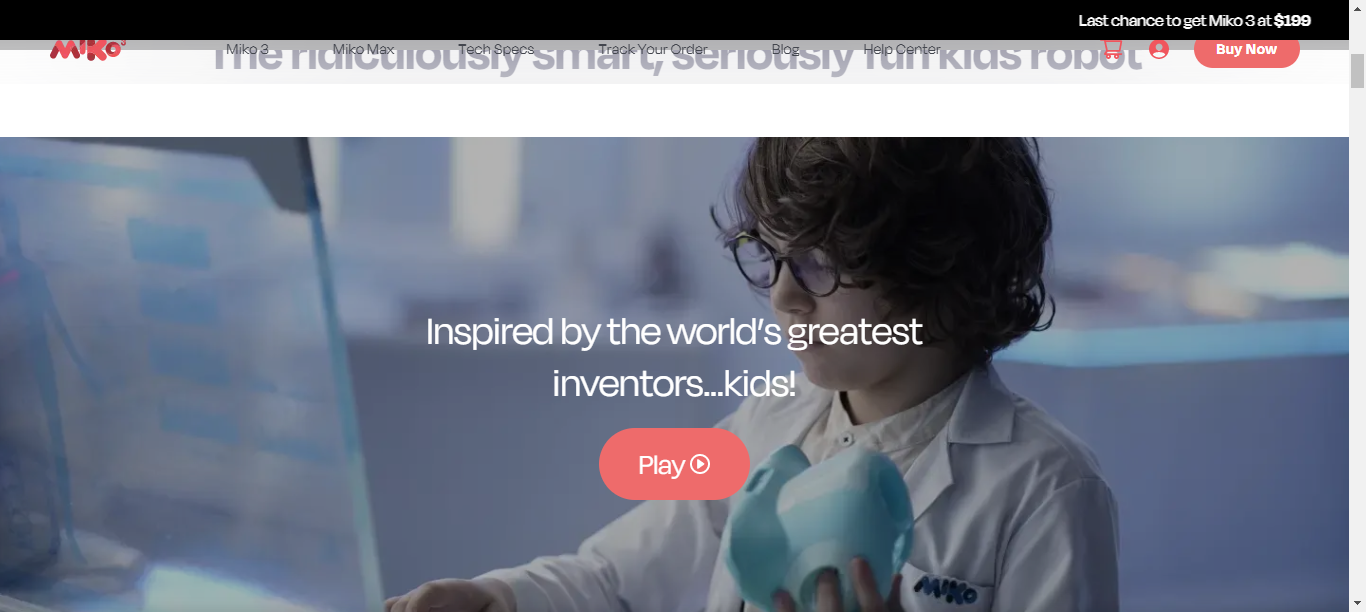 Last chance to get Miko 3 at $199
MIKO3
Miko 3
Miko Max
Tech Specs
Track Your Order
Blog
Help Center
Buy Now
The ridiculously smart, seriously fun kids robot
Inspired by the world's greatest
inventors...kids!
Play
MIKO